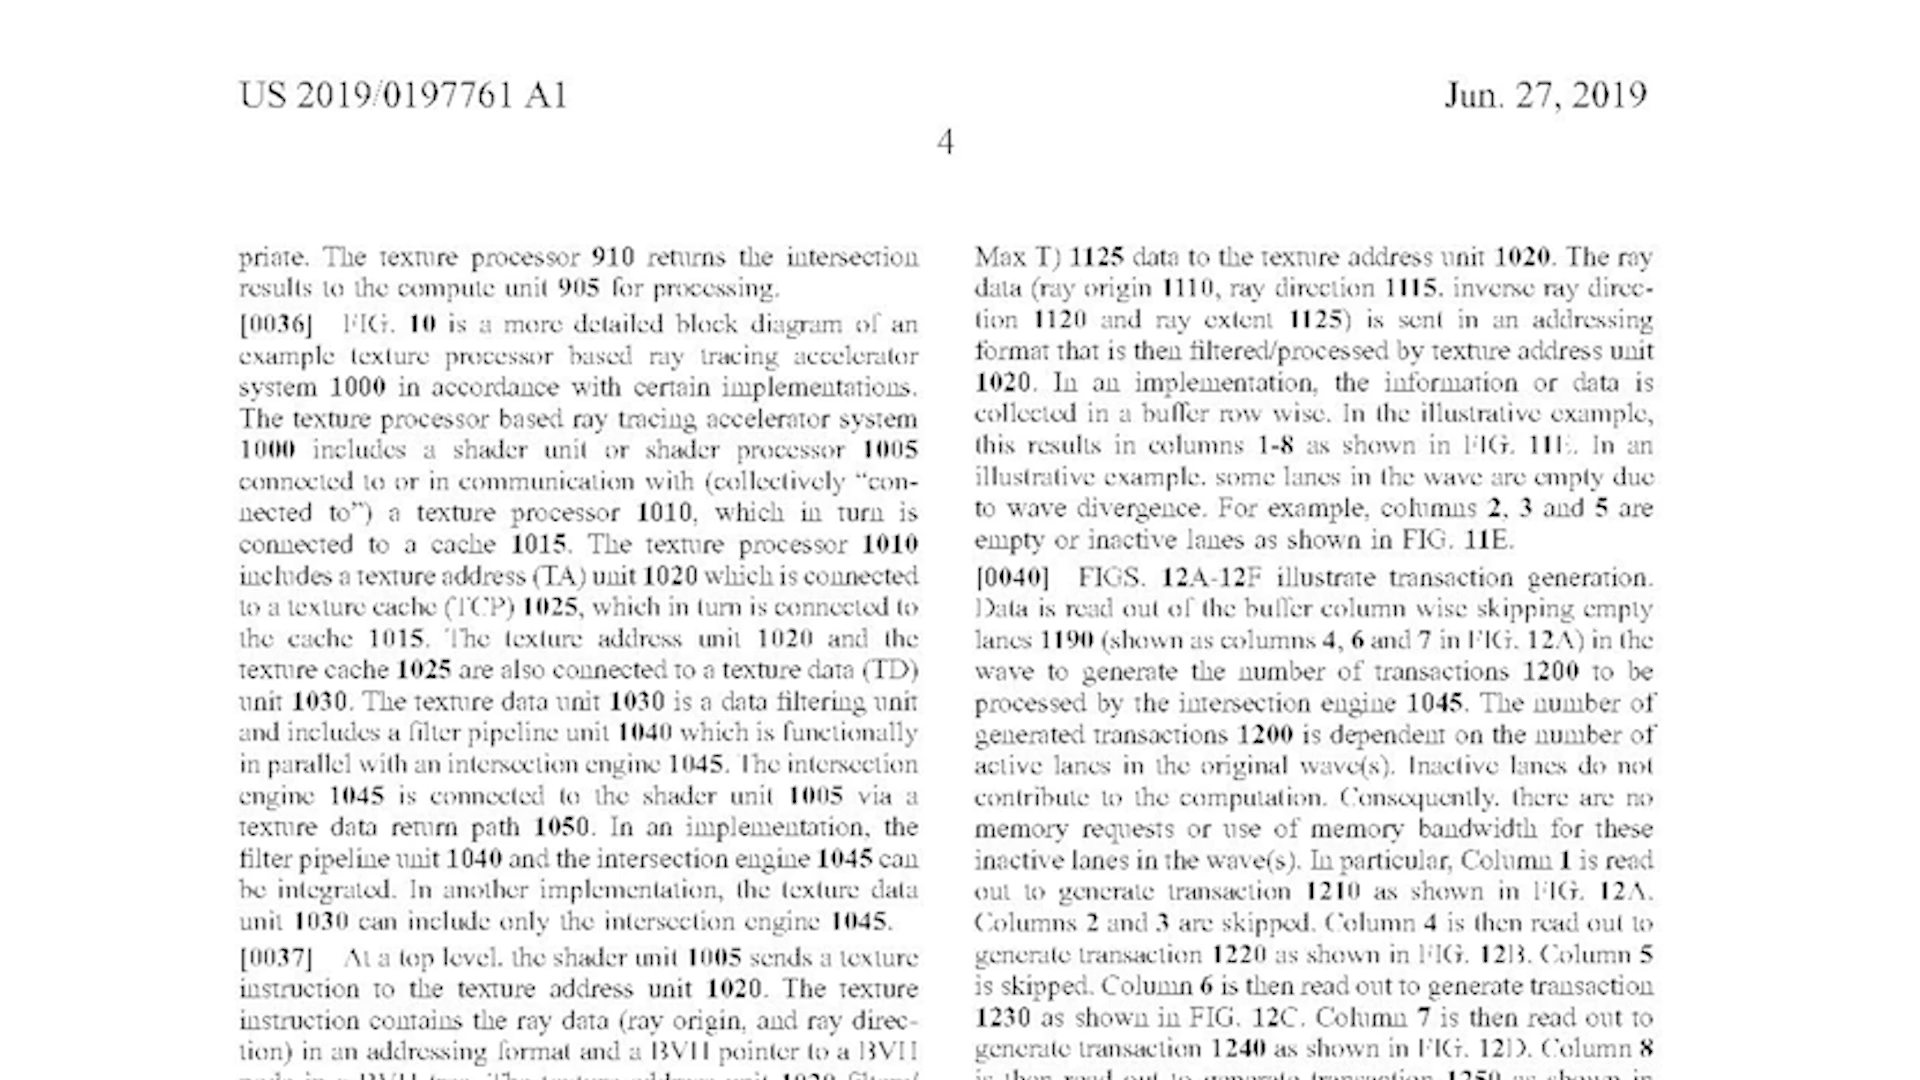 US 2019/0197761 A1
Jun. 27, 2019
4
priate. The texture processor 910 returns the intersection
results to the compute unit 905 for processing.
[0036] FIG. 10 is a more detailed block diagram of an
example texture processor based ray tracing accelerator
system 1000 in accordance with certain implementations.
The texture processor based ray tracing accelerator system
1000 includes a shader unit or shader processor 1005
connected to or in communication with (collectively “con-
nected to”) a texture processor 1010, which in turn is
connected to a cache 1015. The texture processor 1010
includes a texture address (TA) unit 1020 which is connected
to a texture cache (TCP) 1025, which in turn is connected to
the cache 1015. The texture address unit 1020 and the
texture cache 1025 are also connected to a texture data (TD)
unit 1030. The texture data unit 1030 is a data filtering unit
and includes a filter pipeline unit 1040 which is functionally
in parallel with an intersection engine 1045. The intersection
engine 1045 is connected to the shader unit 1005 via a
texture data return path 1050. In an implementation, the
filter pipeline unit 1040 and the intersection engine 1045 can
be integrated. In another implementation, the texture data
unit 1030 can include only the intersection engine 1045.
[0037] At a top level, the shader unit 1005 sends a texture
instruction to the texture address unit 1020. The texture
instruction contains the ray data (ray origin, and ray direc-
tion) in an addressing format and a BVH pointer to a BVH
Max T) 1125 data to the texture address unit 1020. The ray
data (ray origin 1110, ray direction 1115, inverse ray direc-
tion 1120 and ray extent 1125) is sent in an addressing
format that is then filtered/processed by texture address unit
1020. In an implementation, the information or data is
collected in a buffer row wise. In the illustrative example,
this results in columns 1-8 as shown in FIG. 11E. In an
illustrative example, some lanes in the wave are empty due
to wave divergence. For example, columns 2, 3 and 5 are
empty or inactive lanes as shown in FIG. 11E.
[0040] FIGS. 12A-12F illustrate transaction generation.
Data is read out of the buffer column wise skipping empty
lanes 1190 (shown as columns 4, 6 and 7 in FIG. 12A) in the
wave to generate the number of transactions 1200 to be
processed by the intersection engine 1045. The number of
generated transactions 1200 is dependent on the number of
active lanes in the original wave(s). Inactive lanes do not
contribute to the computation. Consequently, there are no
memory requests or use of memory bandwidth for these
inactive lanes in the wave(s). In particular, Column 1 is read
out to generate transaction 1210 as shown in FIG. 12A.
Columns 2 and 3 are skipped. Column 4 is then read out to
generate transaction 1220 as shown in FIG. 12B. Column 5
is skipped. Column 6 is then read out to generate transaction
1230 as shown in FIG. 12C. Column 7 is then read out to
generate transaction 1240 as shown in FIG. 12D. Column 8
is then read out to generate transaction 1250 as shown in